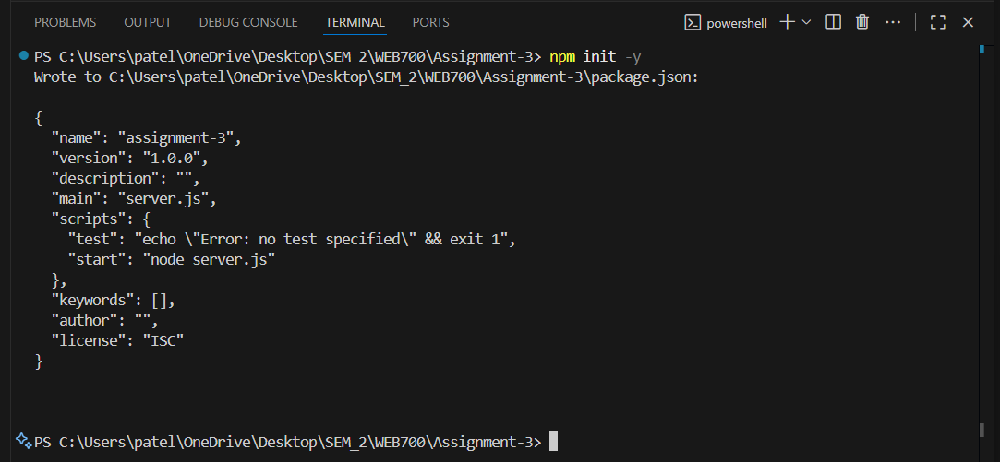 PROBLEMS OUTPUT DEBUG CONSOLE TERMINAL PORTS powershell
PS C:\Users\patel\OneDrive\Desktop\SEM_2\WEB700\Assignment-3> npm init -y
Wrote to C:\Users\patel\OneDrive\Desktop\SEM_2\WEB700\Assignment-3\package.json:
{
"name": "assignment-3",
"version": "1.0.0",
"description": "",
"main": "server.js",
"scripts": {
"test": "echo \"Error: no test specified\" && exit 1",
"start": "node server.js"
},
"keywords": [],
"author": "",
"license": "ISC"
}
PS C:\Users\patel\OneDrive\Desktop\SEM_2\WEB700\Assignment-3>